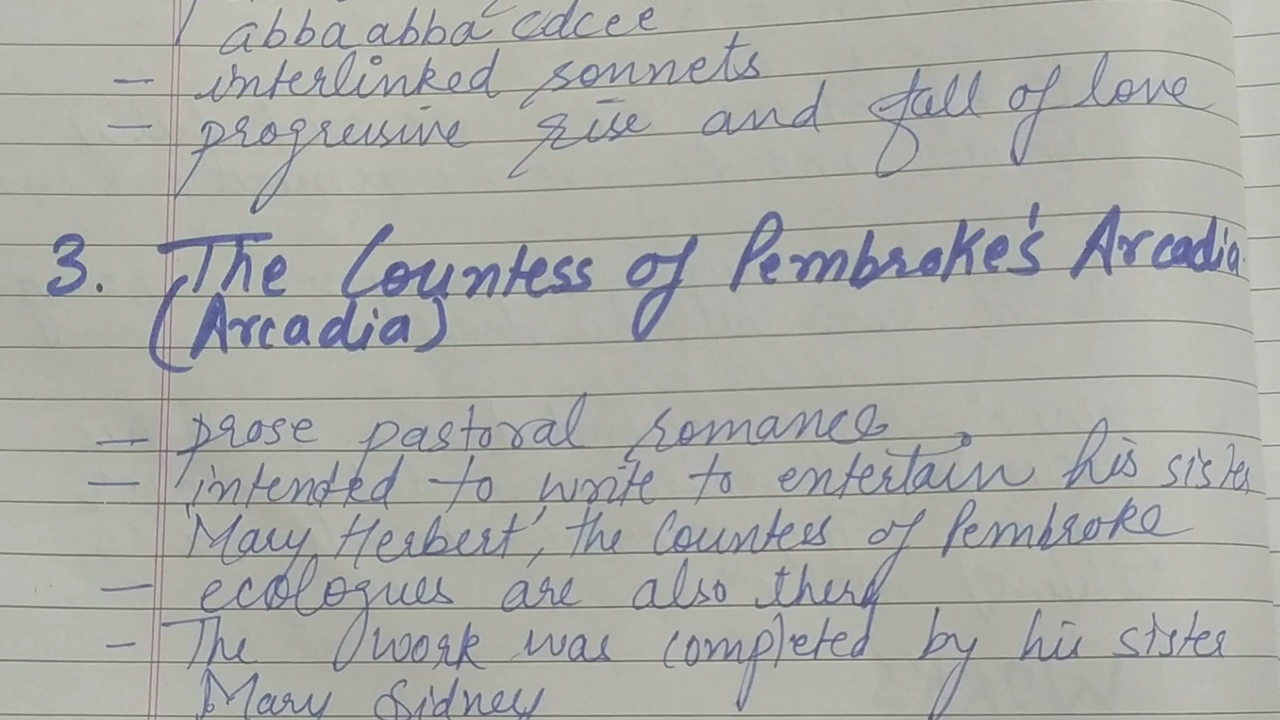 abba abba cdcee
- interlinked sonnets
- progressive rise and fall of love
3. The Countess of Pembroke's Arcadia
(Arcadia)
- prose pastoral romance
- intended to write to entertain his sister
Mary Herbert, the Countess of Pembroke
- ecologues are also there
- The work was completed by his sister
Mary Sidney